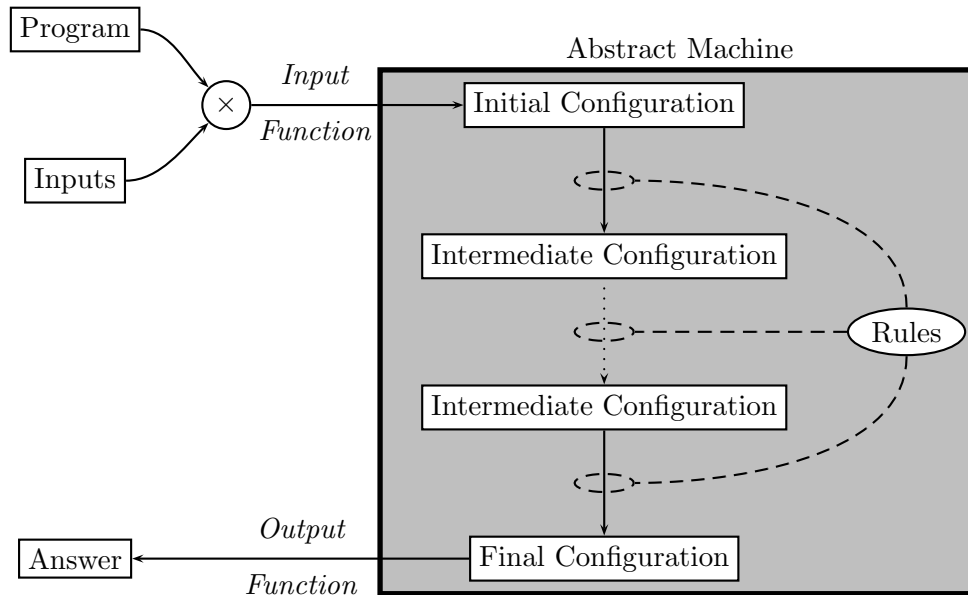 Program
Abstract Machine
Input
×
Initial Configuration
Function
Inputs
Intermediate Configuration
Rules
Intermediate Configuration
Output
Answer
Final Configuration
Function